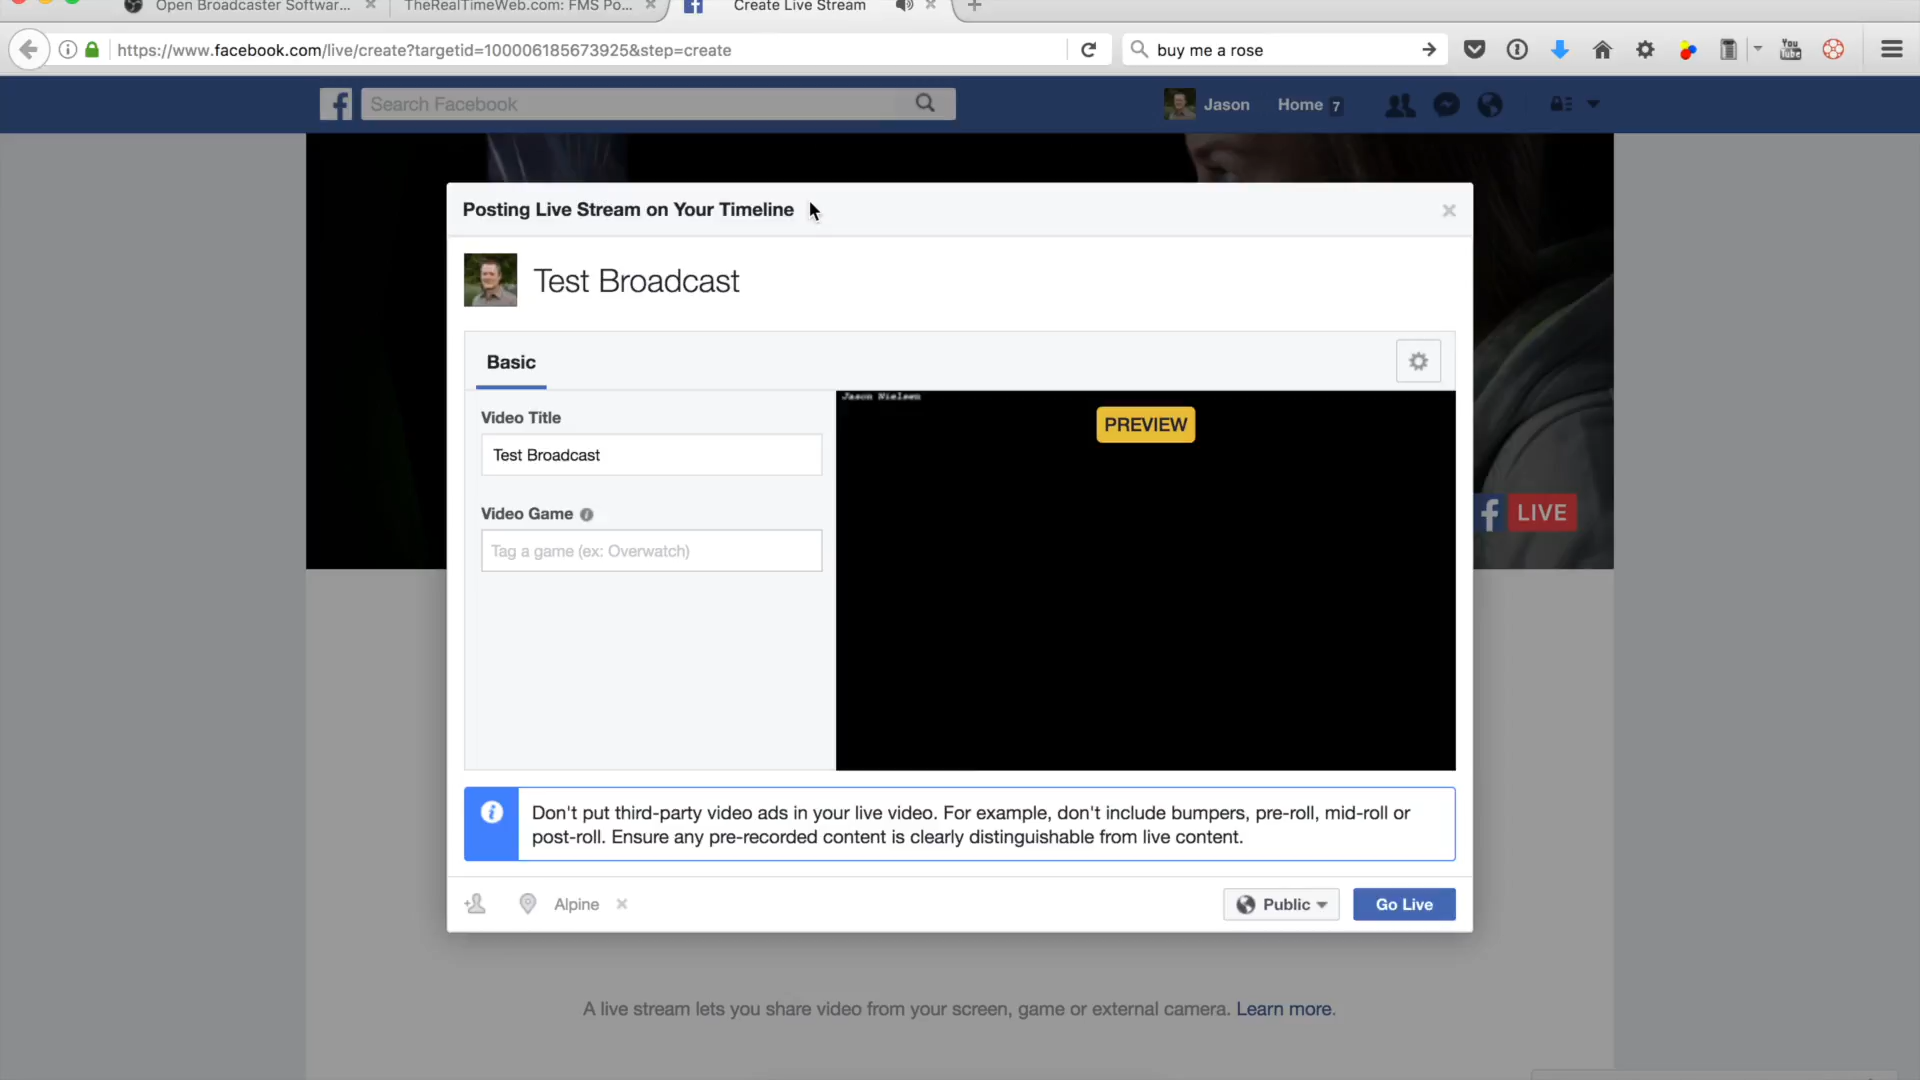 Open Broadcaster Softwar...
TheRealTimeWeb.com: FMS Po...
Create Live Stream
https://www.facebook.com/live/create?targetid=100006185673925&step=create
buy me a rose
You
Tube
Search Facebook
Jason
Home 7
Posting Live Stream on Your Timeline
Test Broadcast
Basic
Video Title
Test Broadcast
Video Game
Tag a game (ex: Overwatch)
Jason Nielsen
PREVIEW
LIVE
Don't put third-party video ads in your live video. For example, don't include bumpers, pre-roll, mid-roll or
post-roll. Ensure any pre-recorded content is clearly distinguishable from live content.
Alpine
Public
Go Live
A live stream lets you share video from your screen, game or external camera. Learn more.